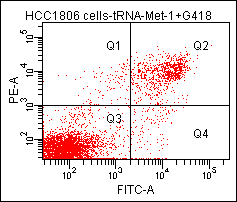 HCC1806 cells-tRNA-Met-1+G418
Q1 Q2
Q3 Q4
PE-A
10^5
10^4
10^3
10^2
10^2 10^3 10^4 10^5
FITC-A